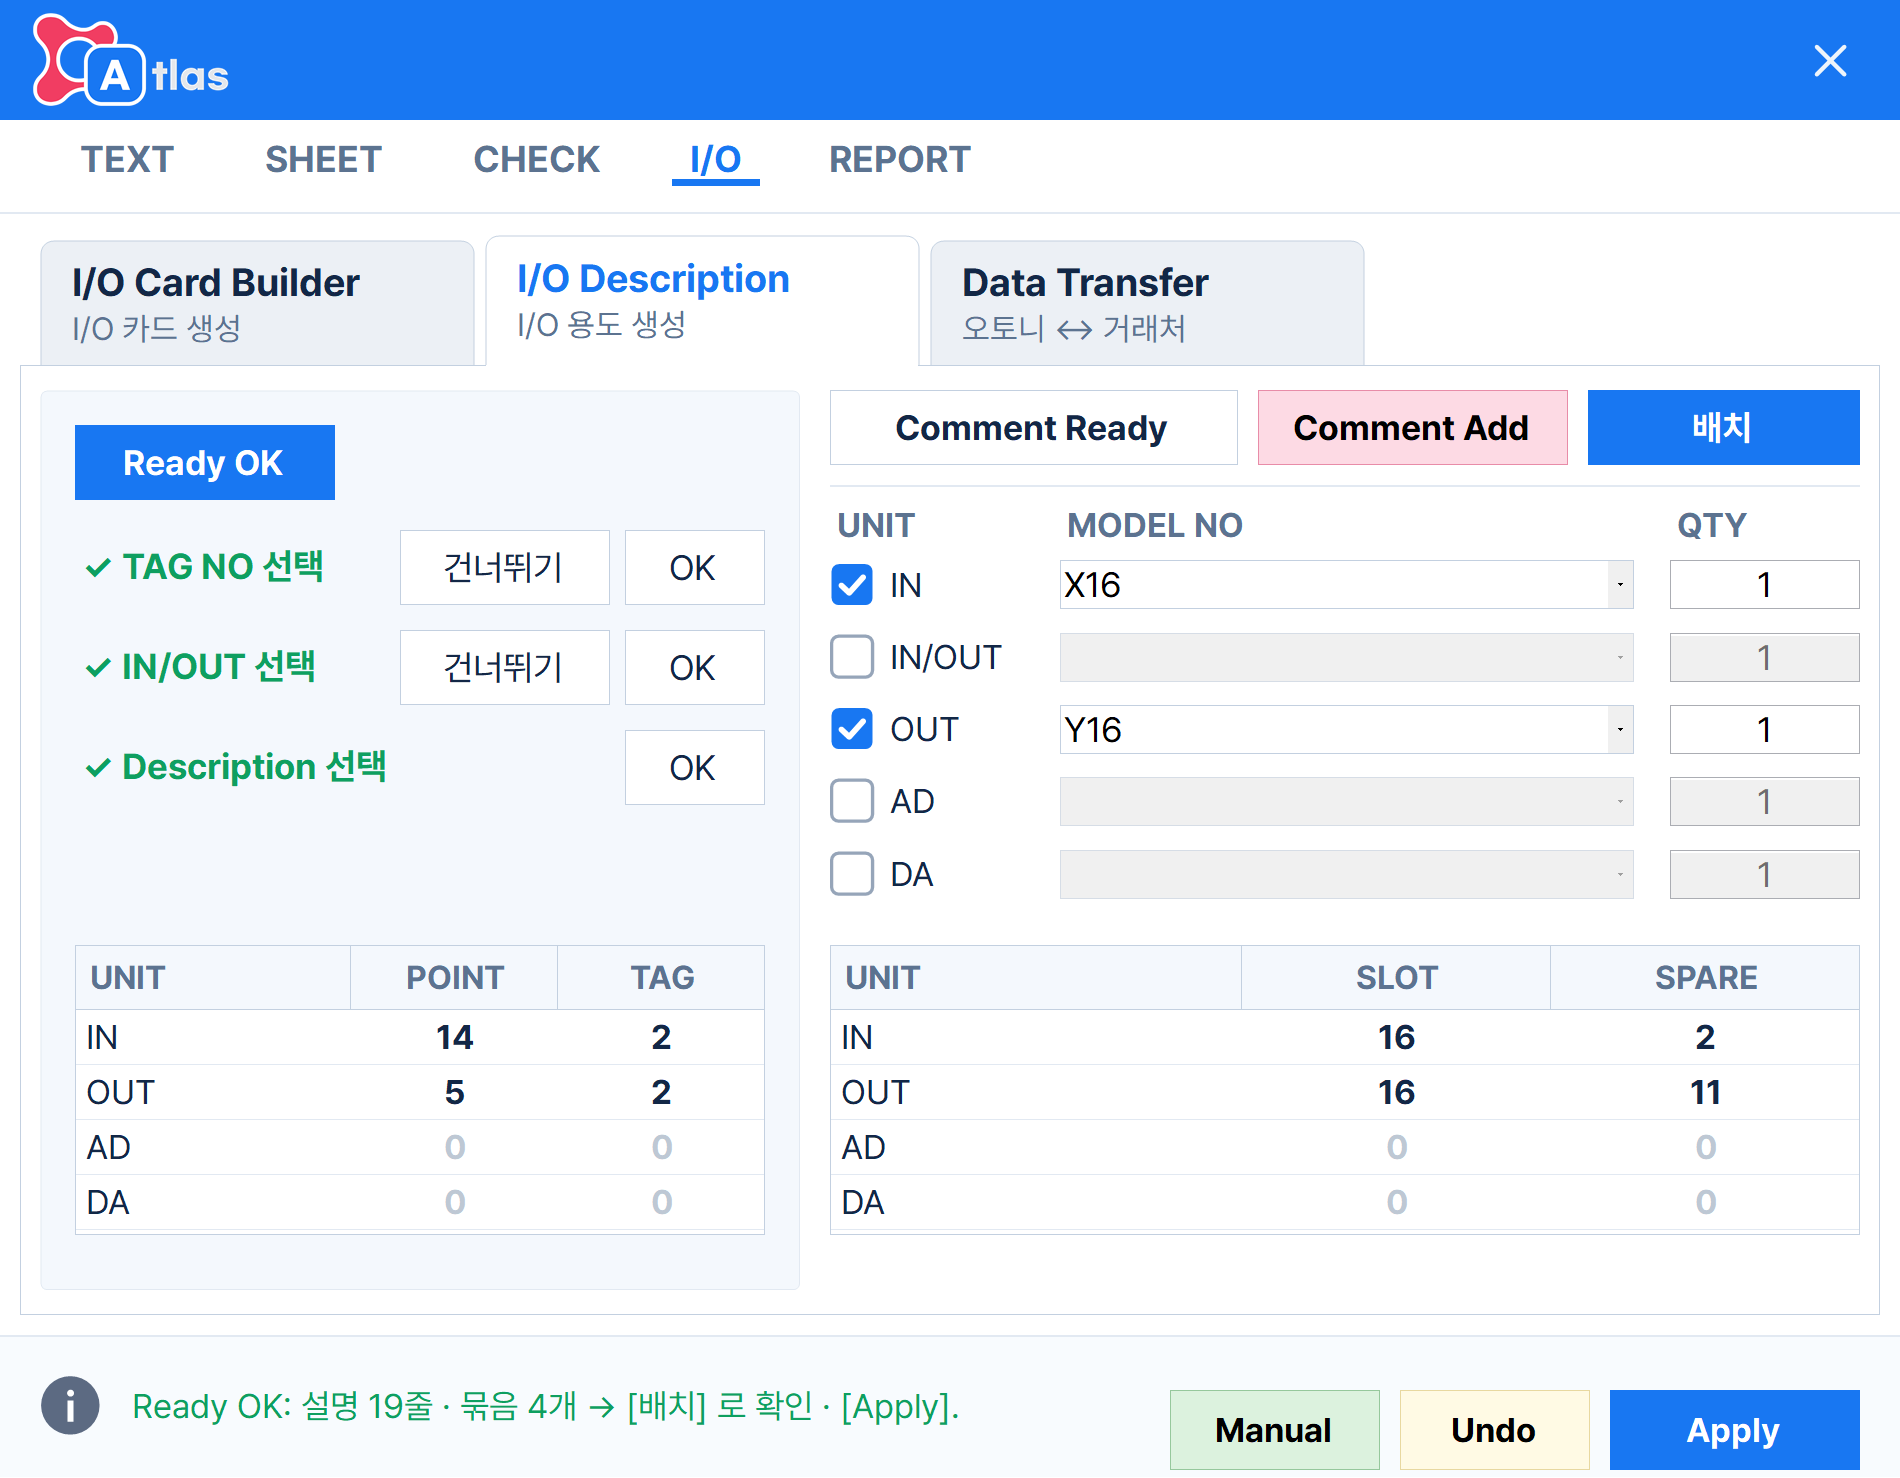 Atlas
TEXT SHEET CHECK I/O REPORT
I/O Card Builder
I/O 카드 생성
I/O Description
I/O 용도 생성
Data Transfer
오토니 ↔ 거래처
Ready OK
✓ TAG NO 선택 건너뛰기 OK
✓ IN/OUT 선택 건너뛰기 OK
✓ Description 선택 OK
UNIT POINT TAG
IN 14 2
OUT 5 2
AD 0 0
DA 0 0
Comment Ready Comment Add 배치
UNIT MODEL NO QTY
IN X16 1
IN/OUT 1
OUT Y16 1
AD 1
DA 1
UNIT SLOT SPARE
IN 16 2
OUT 16 11
AD 0 0
DA 0 0
Ready OK: 설명 19줄 · 묶음 4개 → [배치] 로 확인 · [Apply].
Manual Undo Apply